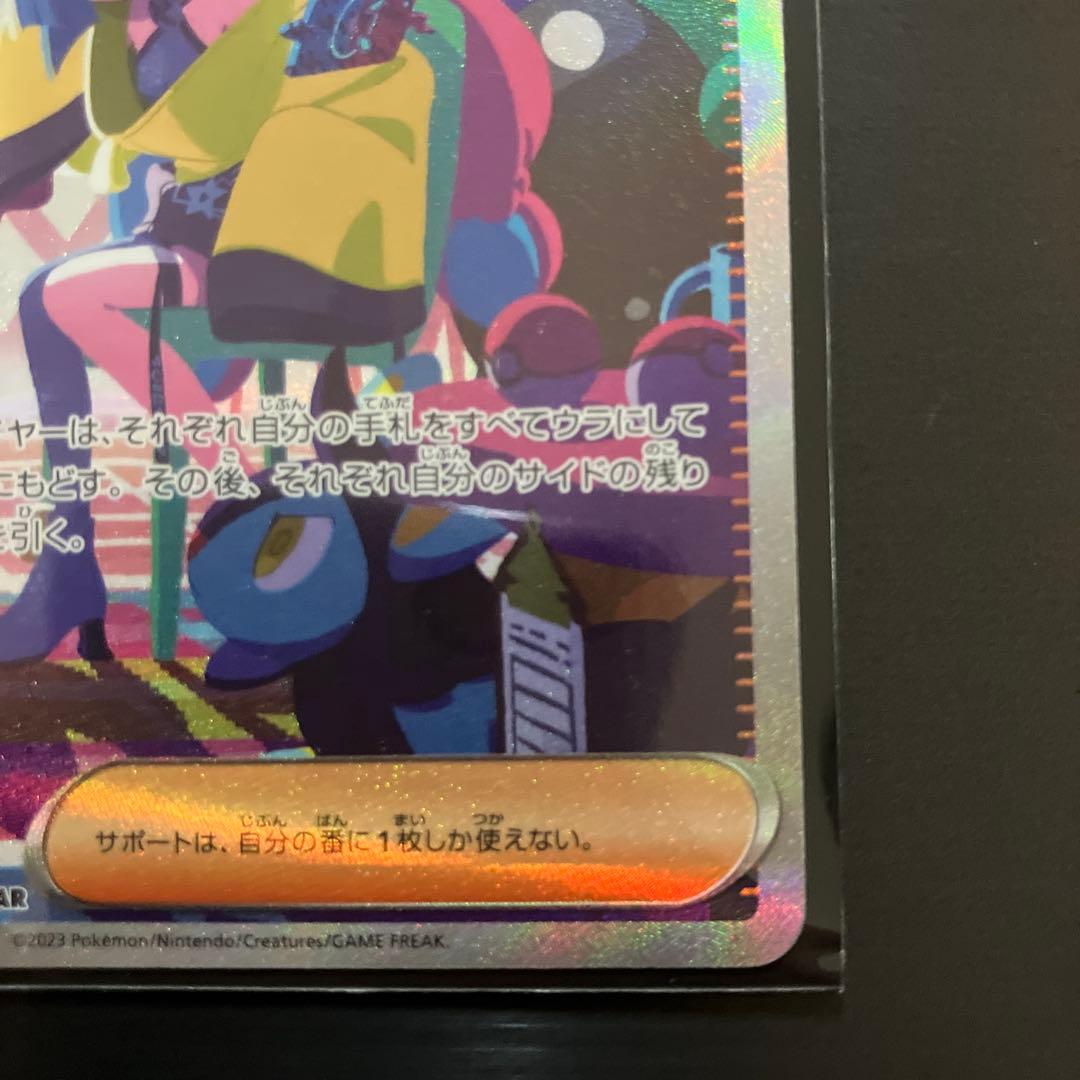 ヤーは、それぞれ自分の手札をすべてウラにして
にもどす。その後、それぞれ自分のサイドの残り
を引く。
サポートは、自分の番に1枚しか使えない。
AR
©2023 Pokémon/Nintendo/Creatures/GAME FREAK.